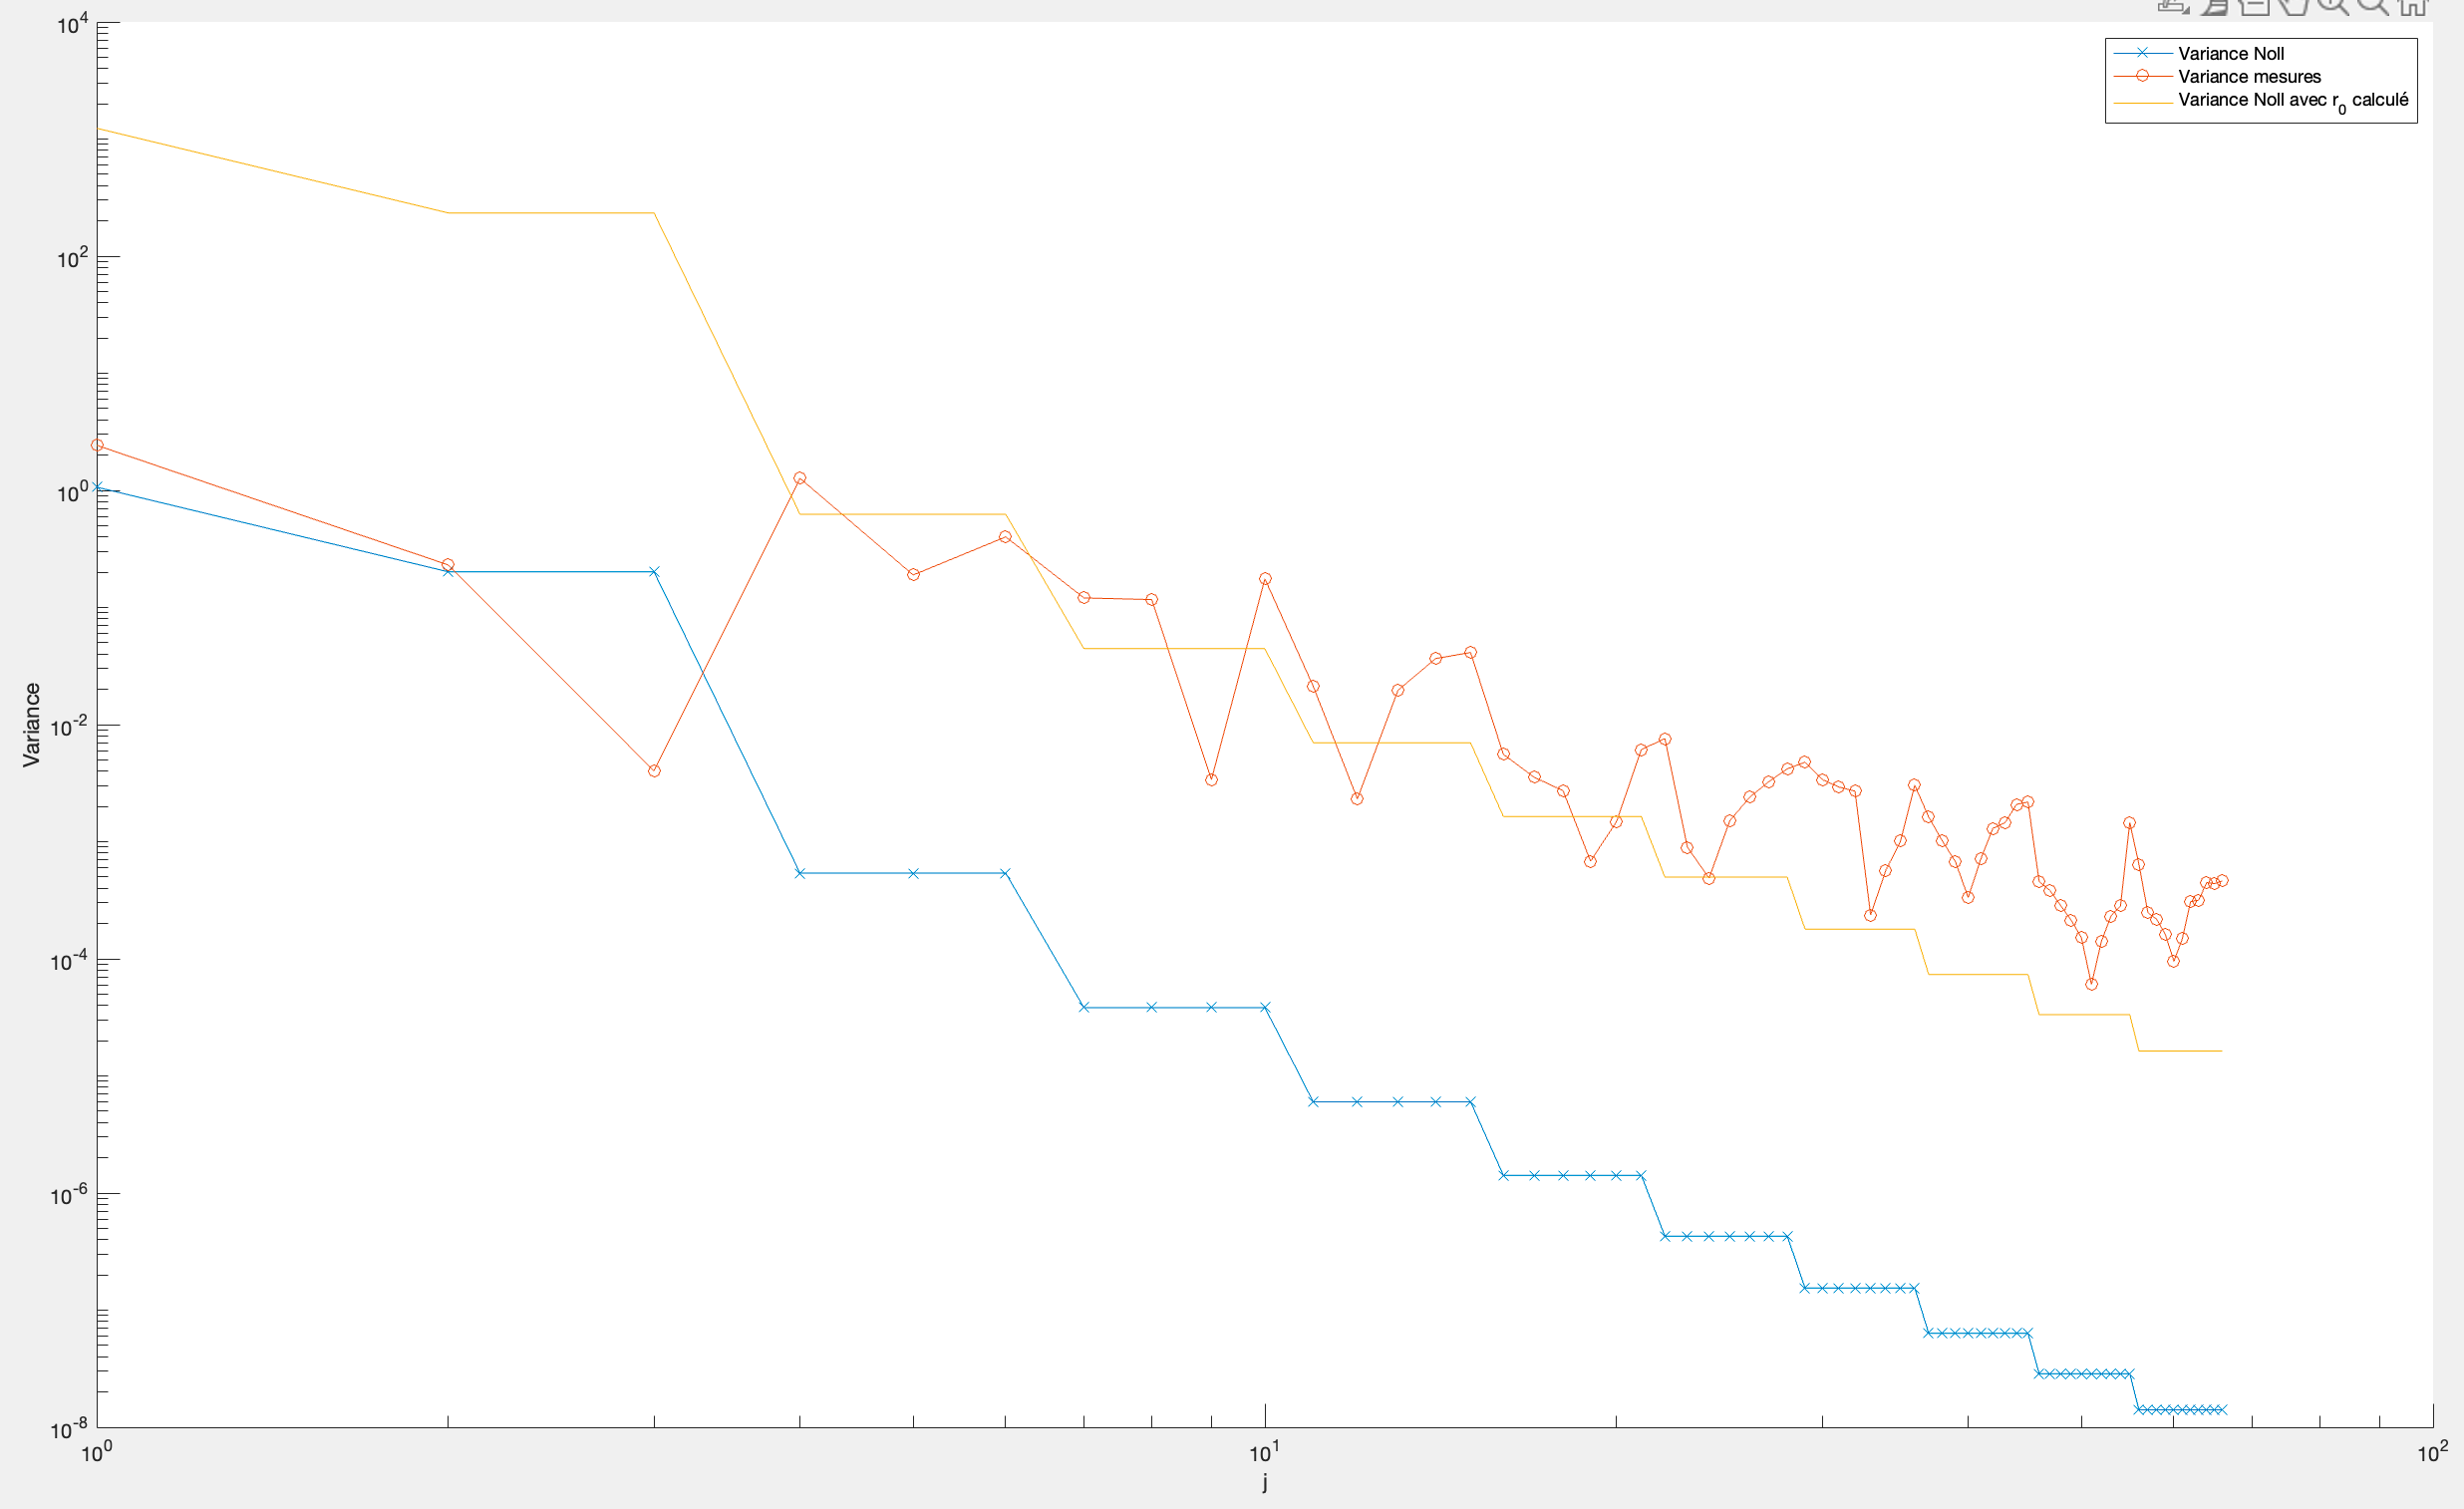 Variance Noll
Variance mesures
Variance Noll avec r0 calculé
10^4
10^2
10^0
10^-2
10^-4
10^-6
10^-8
Variance
10^0 10^1 10^2
j